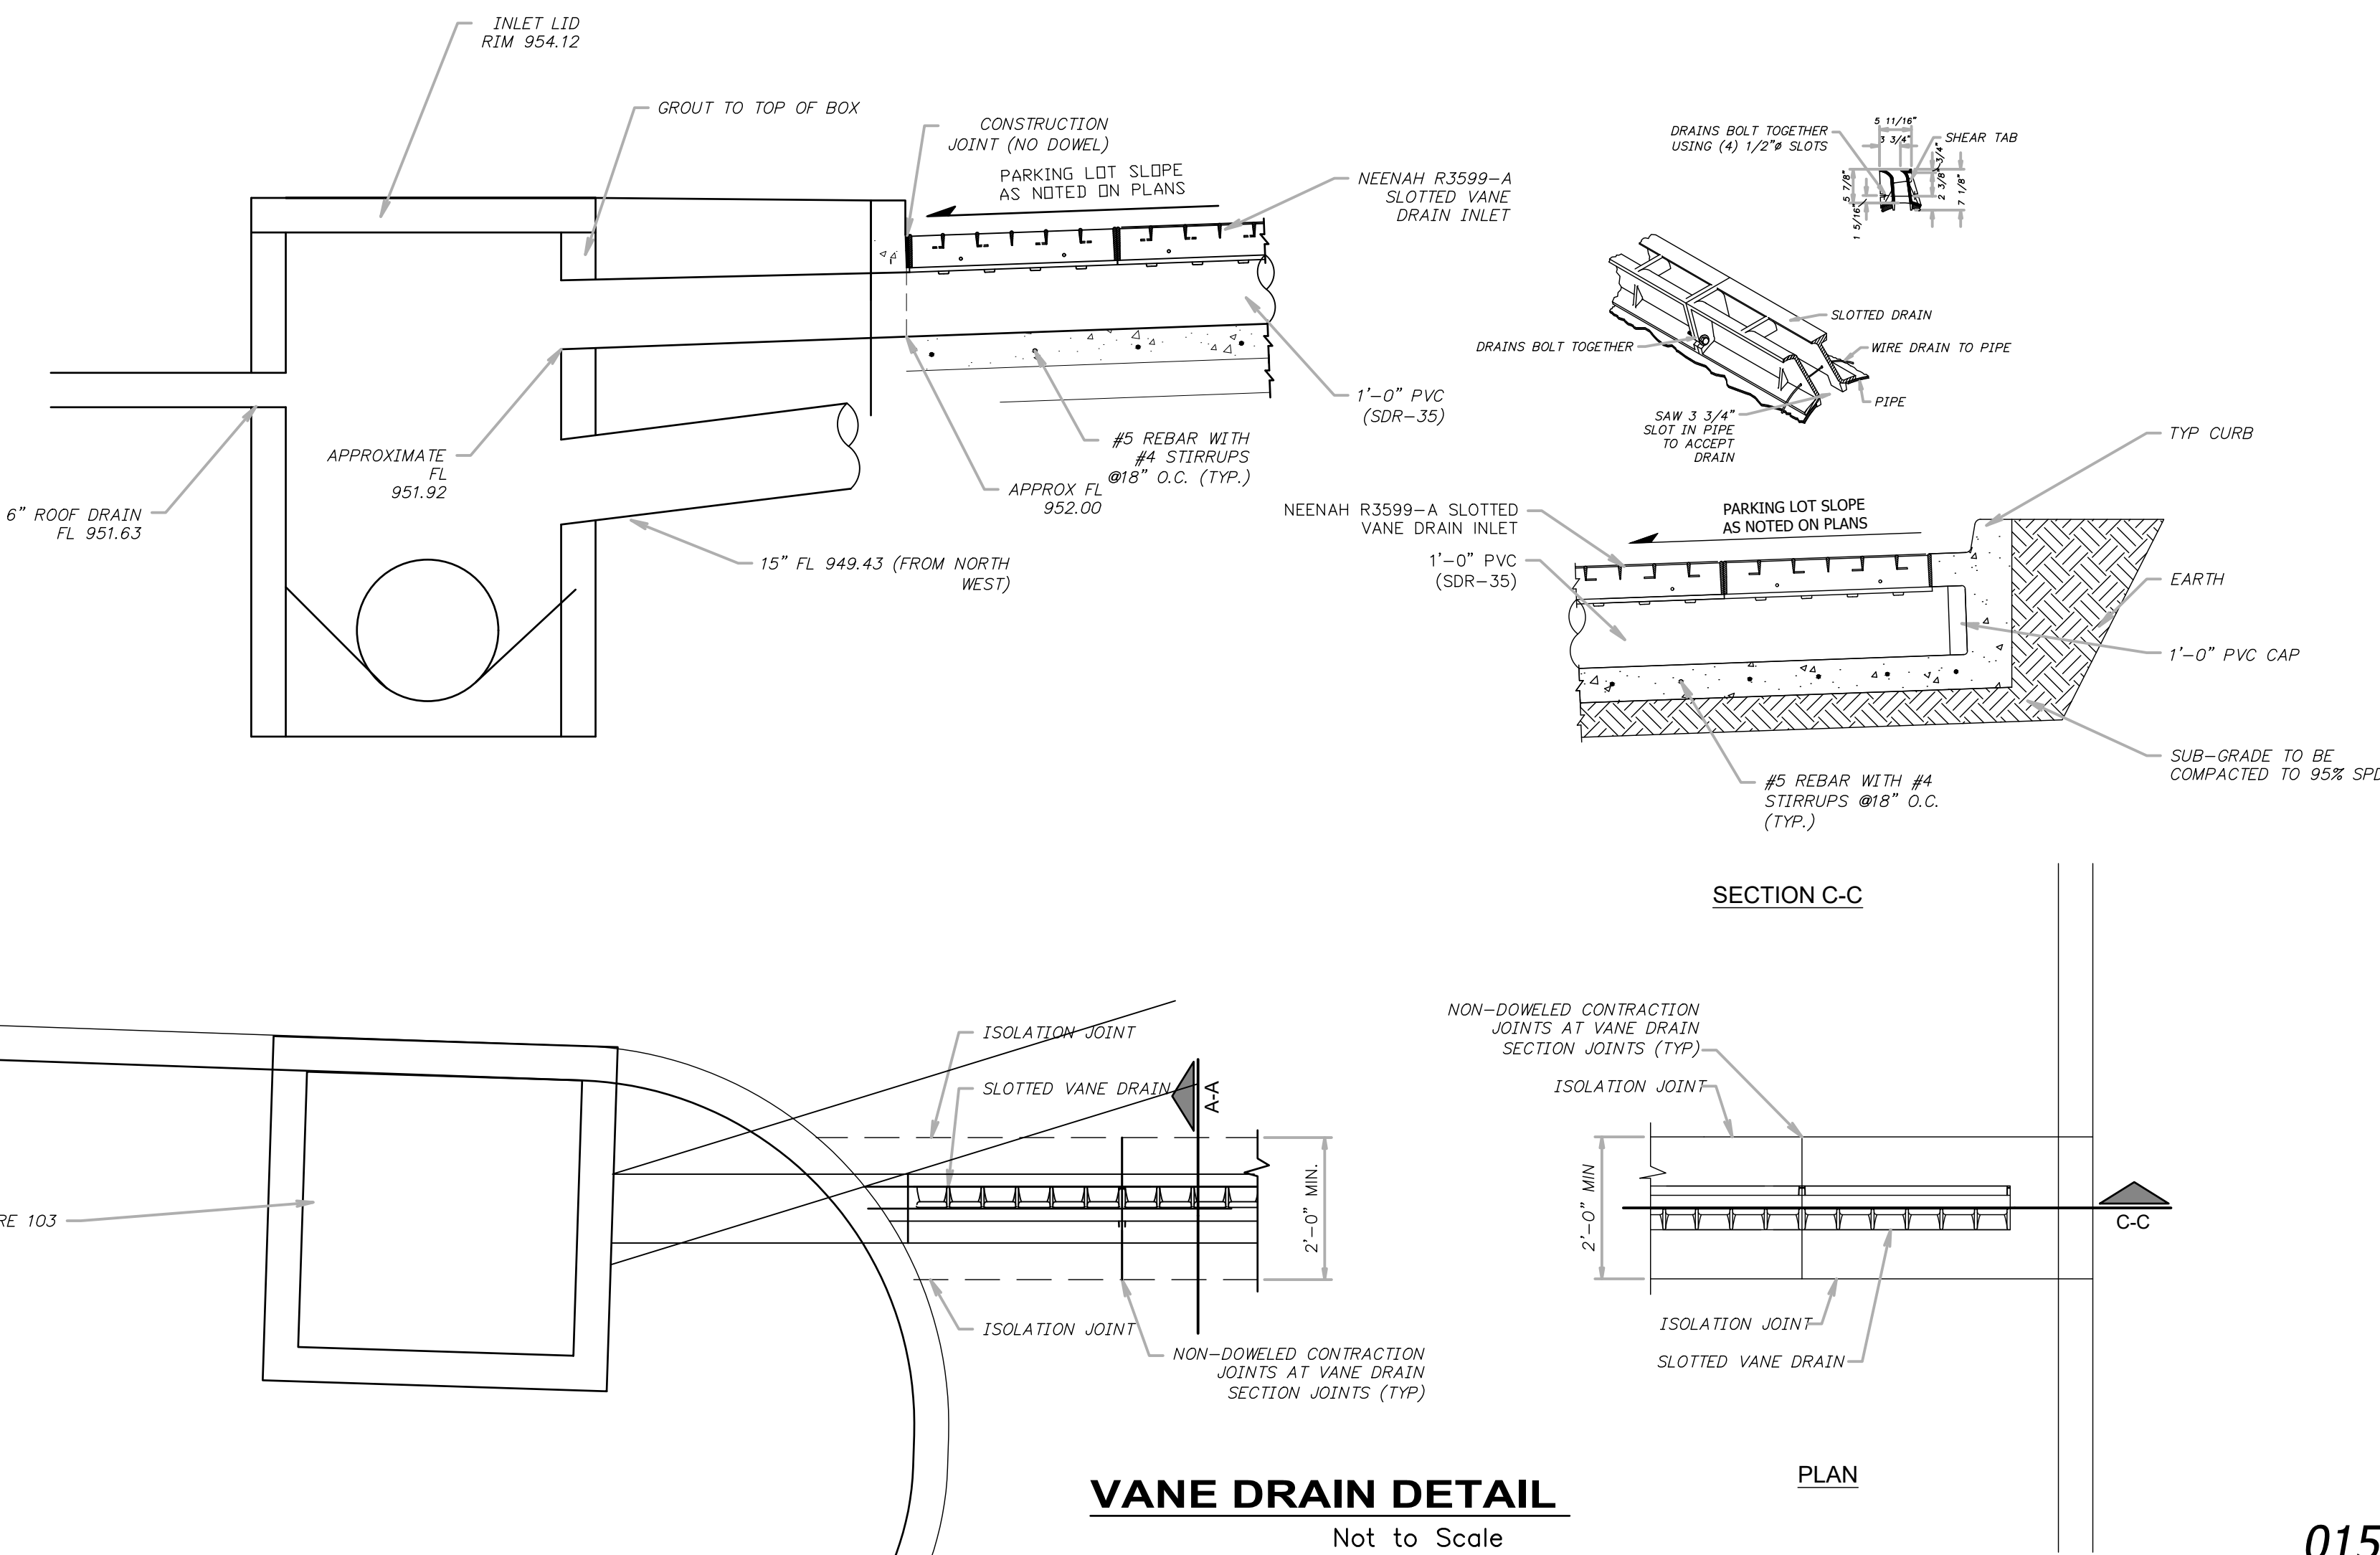 INLET LID
RIM 954.12
GROUT TO TOP OF BOX
CONSTRUCTION
JOINT (NO DOWEL)
PARKING LOT SLOPE
AS NOTED ON PLANS
NEENAH R3599-A
SLOTTED VANE
DRAIN INLET
APPROXIMATE
FL
951.92
6" ROOF DRAIN
FL 951.63
#5 REBAR WITH
#4 STIRRUPS
@18" O.C. (TYP.)
APPROX FL
952.00
1'-0" PVC
(SDR-35)
15" FL 949.43 (FROM NORTH
WEST)
DRAINS BOLT TOGETHER
USING (4) 1/2"ø SLOTS
5 11/16"
3 3/4"
SHEAR TAB
3/4"
5 7/8"
2 3/8"
7 1/8"
1 5/16"
SLOTTED DRAIN
DRAINS BOLT TOGETHER
WIRE DRAIN TO PIPE
PIPE
SAW 3 3/4"
SLOT IN PIPE
TO ACCEPT
DRAIN
TYP CURB
NEENAH R3599-A SLOTTED
VANE DRAIN INLET
PARKING LOT SLOPE
AS NOTED ON PLANS
1'-0" PVC
(SDR-35)
EARTH
1'-0" PVC CAP
SUB-GRADE TO BE
COMPACTED TO 95% SPD
#5 REBAR WITH #4
STIRRUPS @18" O.C.
(TYP.)
SECTION C-C
ISOLATION JOINT
SLOTTED VANE DRAIN
A-A
2'-0" MIN.
RE 103
ISOLATION JOINT
NON-DOWELED CONTRACTION
JOINTS AT VANE DRAIN
SECTION JOINTS (TYP)
NON-DOWELED CONTRACTION
JOINTS AT VANE DRAIN
SECTION JOINTS (TYP)
ISOLATION JOINT
2'-0" MIN
C-C
ISOLATION JOINT
SLOTTED VANE DRAIN
PLAN
VANE DRAIN DETAIL
Not to Scale
015